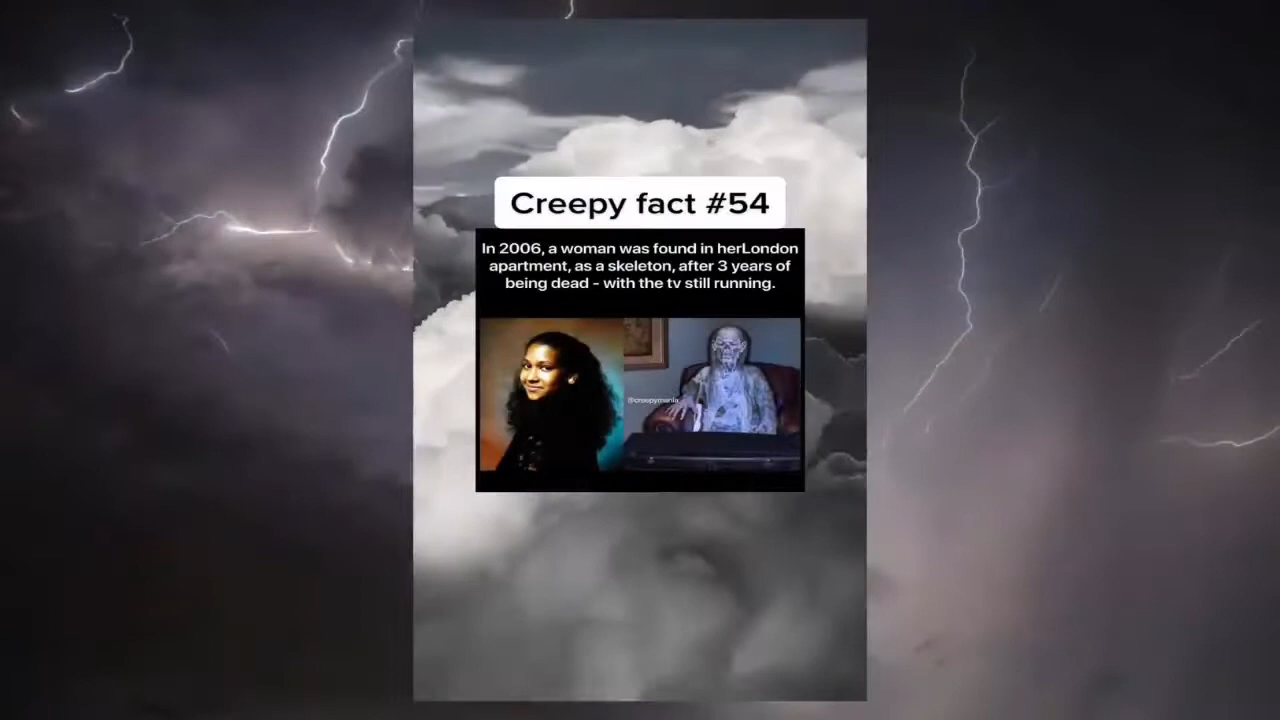 Creepy fact #54
In 2006, a woman was found in herLondon
apartment, as a skeleton, after 3 years of
being dead - with the tv still running.
@creepymania